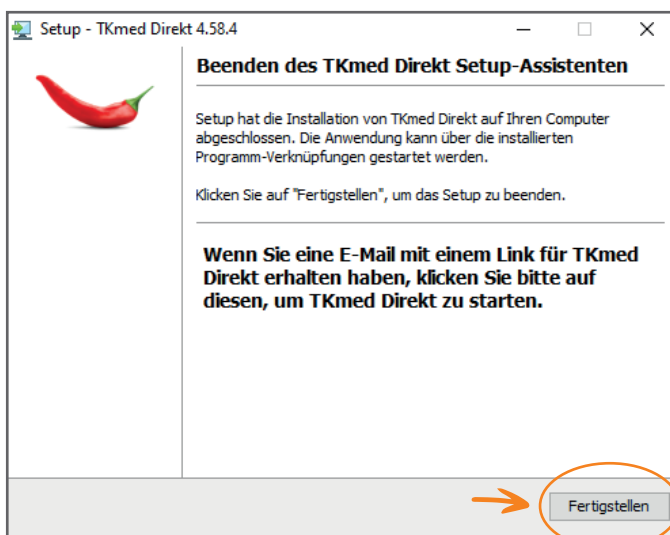 Setup - TKmed Direkt 4.58.4
Beenden des TKmed Direkt Setup-Assistenten
Setup hat die Installation von TKmed Direkt auf Ihren Computer
abgeschlossen. Die Anwendung kann über die installierten
Programm-Verknüpfungen gestartet werden.
Klicken Sie auf "Fertigstellen", um das Setup zu beenden.
Wenn Sie eine E-Mail mit einem Link für TKmed
Direkt erhalten haben, klicken Sie bitte auf
diesen, um TKmed Direkt zu starten.
Fertigstellen